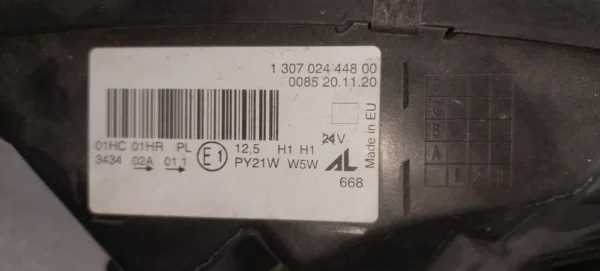 1 307 024 448 00
0085 20.11.20
Made in EU
01HC 01HR PL E1 12,5 H1 H1 24V
3434 02A 01 1 PY21W W5W AL
668
C
B
A
1